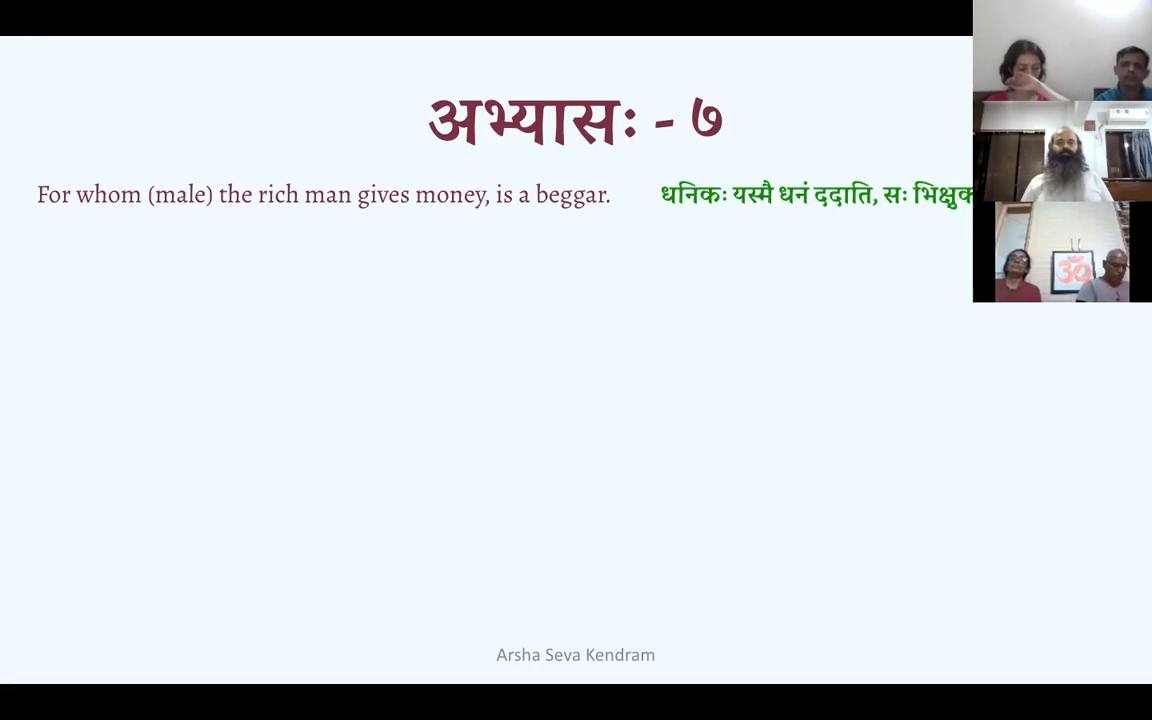 अभ्यासः - ७
For whom (male) the rich man gives money, is a beggar. धनिकः यस्मै धनं ददाति, सः
ॐ
Arsha Seva Kendram